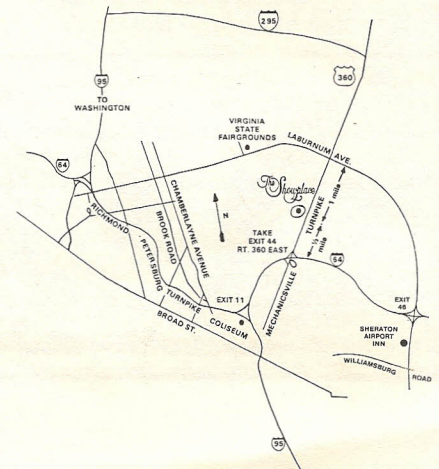 295
95
TO
WASHINGTON
US
360
VIRGINIA
STATE
FAIRGROUNDS
LABURNUM AVE.
64
The Showplace
1 mile
CHAMBERLAYNE AVENUE
BROOK ROAD
RICHMOND
PETERSBURG
TURNPIKE
N
TAKE
EXIT 44
RT. 360 EAST
MECHANICSVILLE
TURNPIKE
½
mile
64
EXIT 11
COLISEUM
BROAD ST.
EXIT
46
SHERATON
AIRPORT
INN
WILLIAMSBURG
ROAD
95